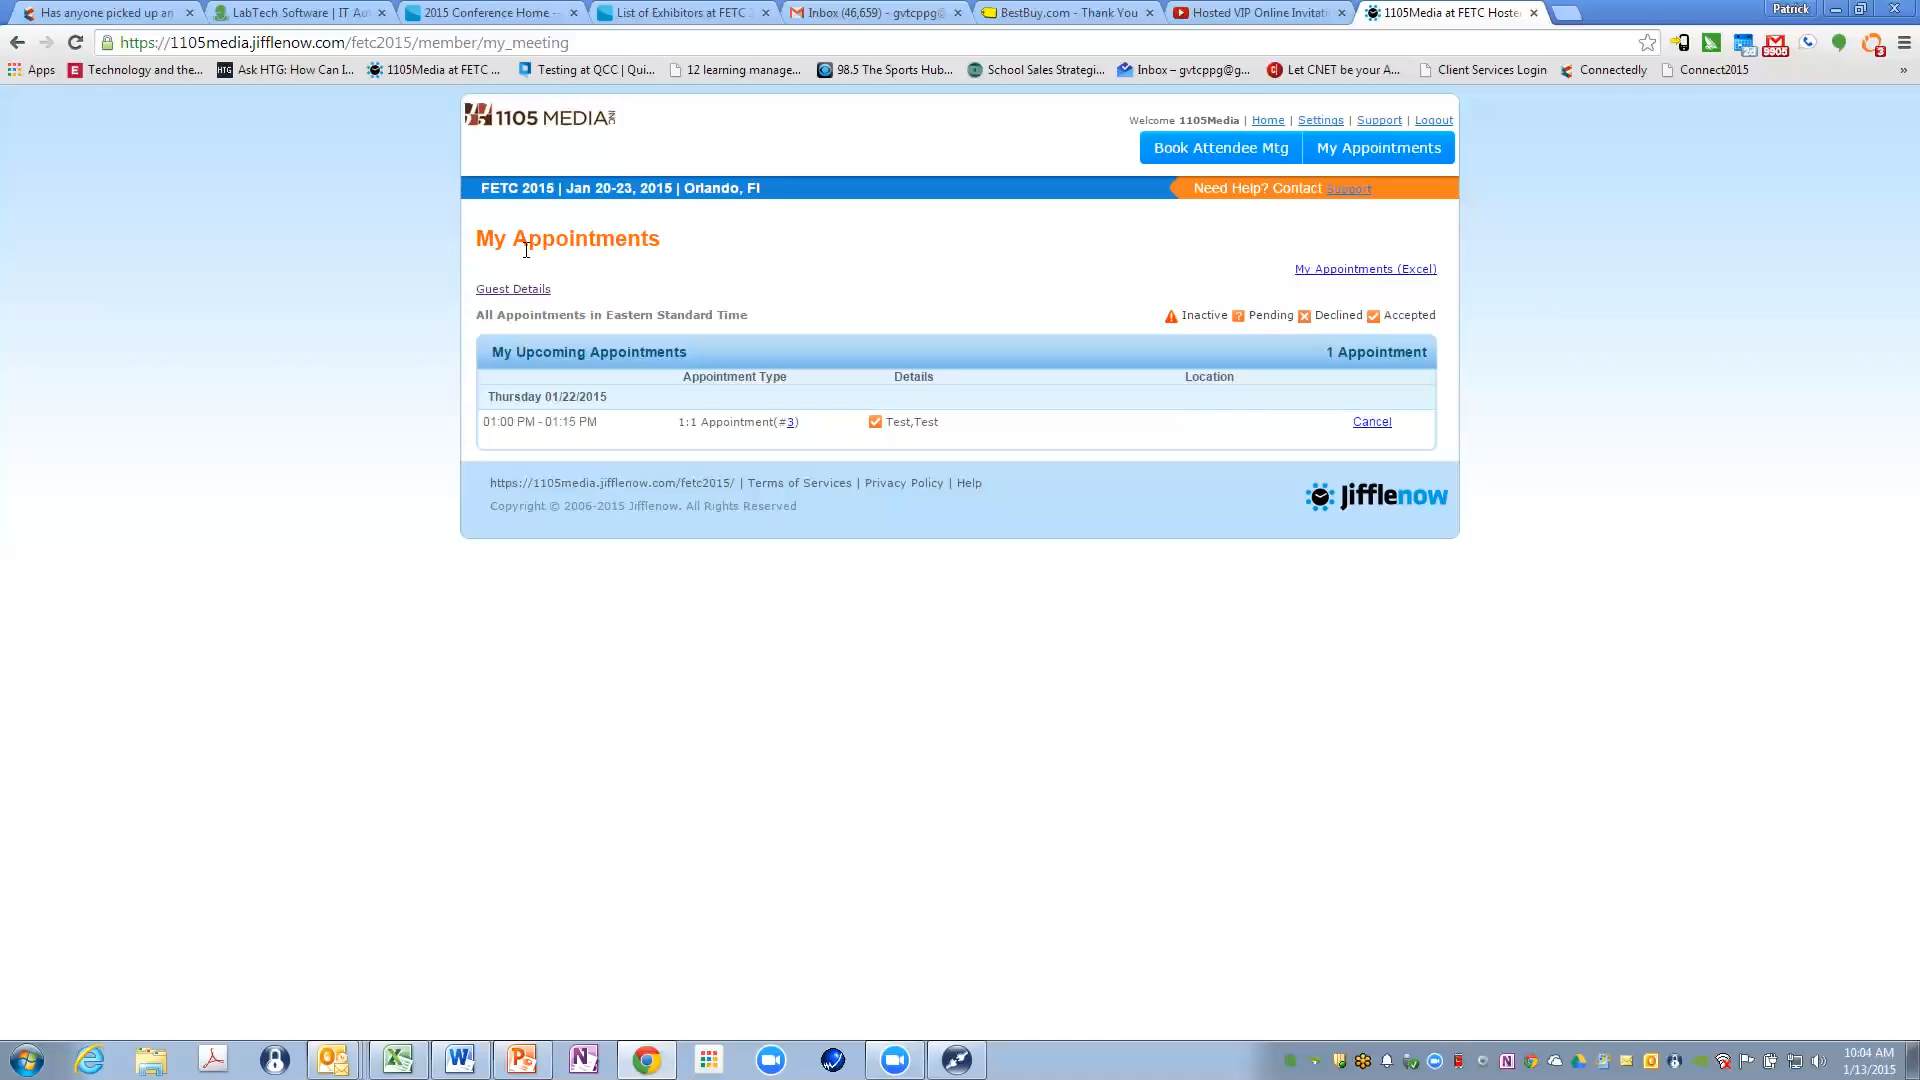 Has anyone picked up an
LabTech Software | IT Au
2015 Conference Home --
List of Exhibitors at FETC
Inbox (46,659) - gvtcppg@
BestBuy.com - Thank You
Hosted VIP Online Invitat
1105Media at FETC Hoste
Patrick
https://1105media.jifflenow.com/fetc2015/member/my_meeting
9905
3
Apps
Technology and the...
Ask HTG: How Can I...
1105Media at FETC ...
Testing at QCC | Qui...
12 learning manage...
98.5 The Sports Hub...
School Sales Strategi...
Inbox – gvtcppg@g...
Let CNET be your A...
Client Services Login
Connectedly
Connect2015
»
1105 MEDIA INC
Welcome 1105Media | Home | Settings | Support | Logout
Book Attendee Mtg
My Appointments
FETC 2015 | Jan 20-23, 2015 | Orlando, Fl
Need Help? Contact Support
My Appointments
My Appointments (Excel)
Guest Details
All Appointments in Eastern Standard Time
Inactive
Pending
Declined
Accepted
My Upcoming Appointments
1 Appointment
Appointment Type
Details
Location
Thursday 01/22/2015
01:00 PM - 01:15 PM
1:1 Appointment(#3)
Test,Test
Cancel
https://1105media.jifflenow.com/fetc2015/ | Terms of Services | Privacy Policy | Help
Copyright © 2006-2015 Jifflenow. All Rights Reserved
jifflenow
10:04 AM
1/13/2015